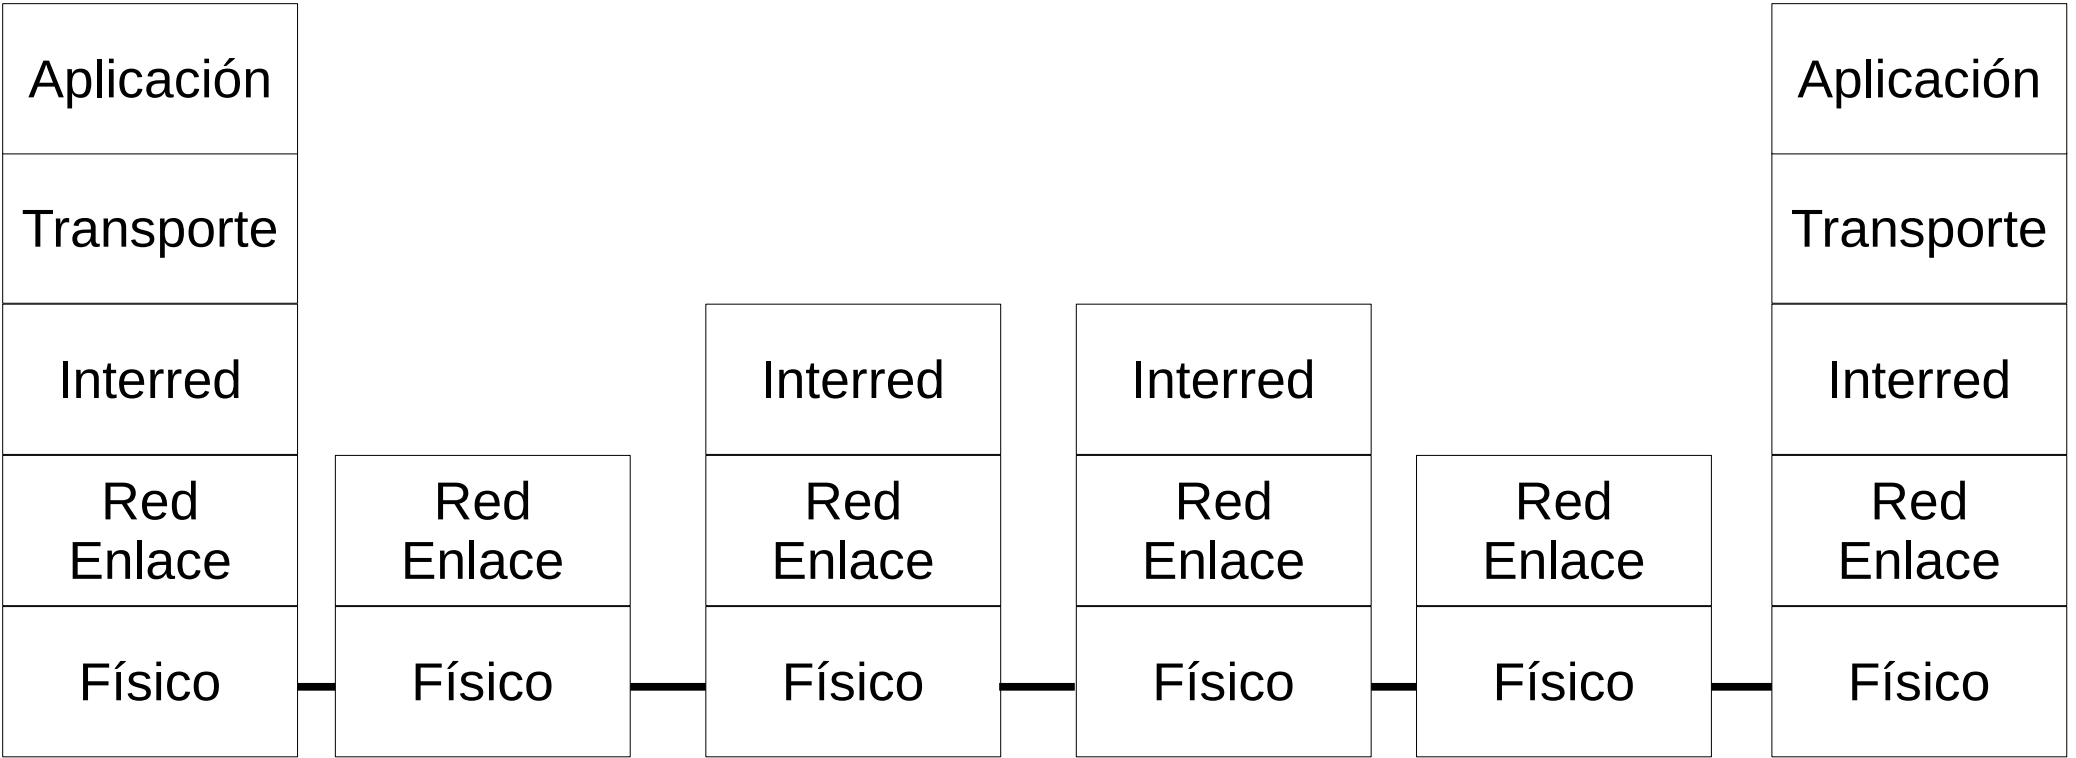 Aplicación
Aplicación
Transporte
Transporte
Interred
Interred
Interred
Interred
Red
Enlace
Red
Enlace
Red
Enlace
Red
Enlace
Red
Enlace
Red
Enlace
Físico
Físico
Físico
Físico
Físico
Físico